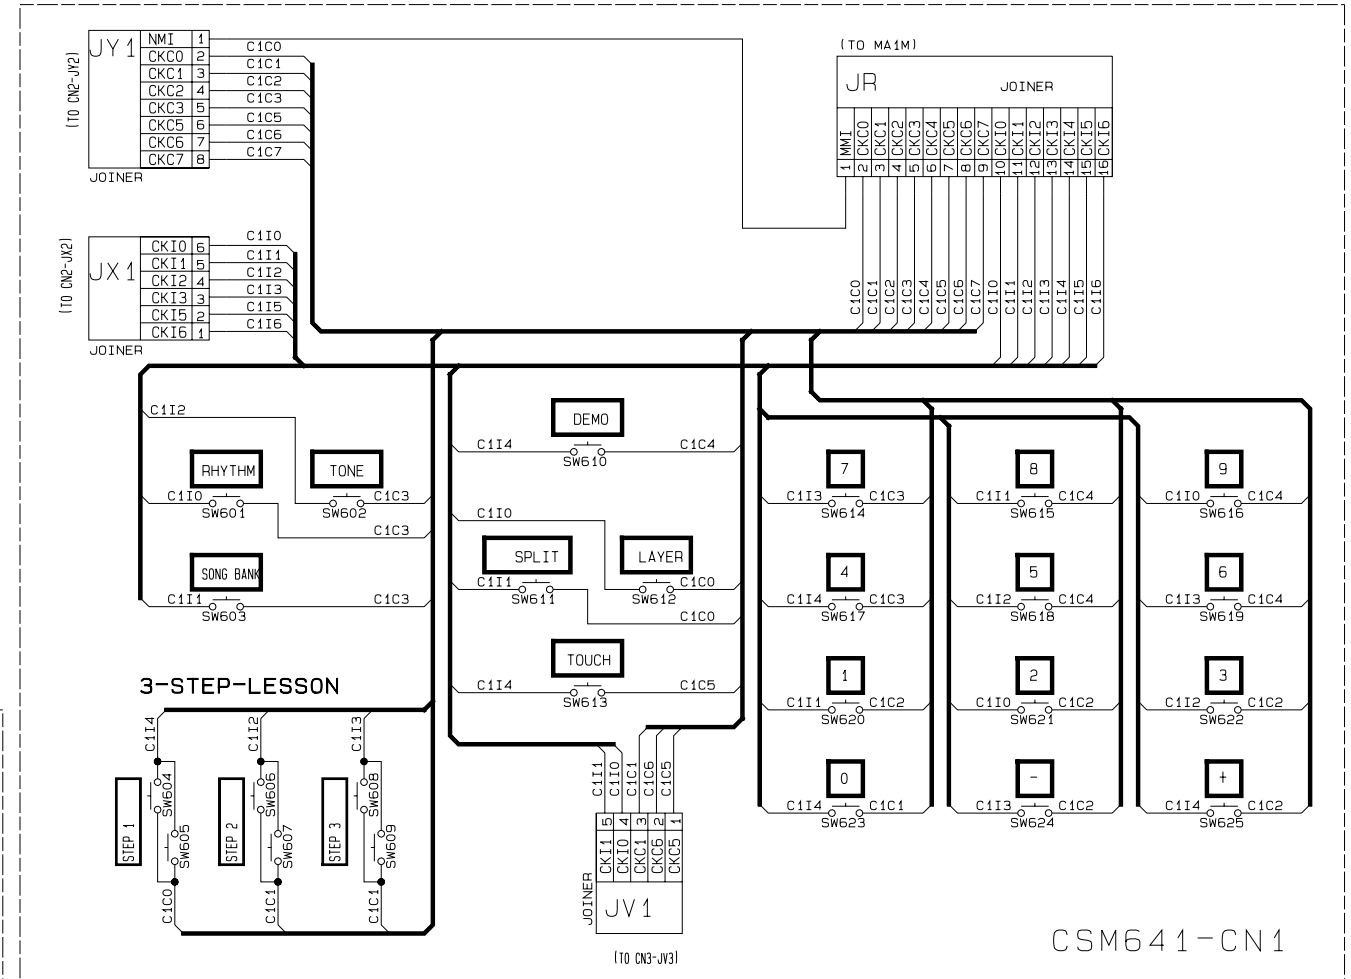 JY1
(TO CN2-JY2)
NMI 1
CKC0 2 C1C0
CKC1 3 C1C1
CKC2 4 C1C2
CKC3 5 C1C3
CKC5 6 C1C5
CKC6 7 C1C6
CKC7 8 C1C7
JOINER
(TO MA1M)
JR JOINER
MMI CKC0 CKC1 CKC2 CKC3 CKC4 CKC5 CKC6 CKC7 CKI0 CKI1 CKI2 CKI3 CKI4 CKI5 CKI6
1 2 3 4 5 6 7 8 9 10 11 12 13 14 15 16
C1C0 C1C1 C1C2 C1C3 C1C4 C1C5 C1C6 C1C7 C1I0 C1I1 C1I2 C1I3 C1I4 C1I5 C1I6
JX1
(TO CN2-JX2)
CKI0 6 C1I0
CKI1 5 C1I1
CKI2 4 C1I2
CKI3 3 C1I3
CKI5 2 C1I5
CKI6 1 C1I6
JOINER
C1I2
RHYTHM TONE
C1I0 SW601 SW602 C1C3
C1C3
SONG BANK
C1I1 SW603 C1C3
DEMO
C1I4 SW610 C1C4
C1I0
SPLIT LAYER
C1I1 SW611 SW612 C1C0
C1C0
TOUCH
C1I4 SW613 C1C5
7 8 9
C1I3 C1C3 C1I1 C1C4 C1I0 C1C4
SW614 SW615 SW616
4 5 6
C1I4 C1C3 C1I2 C1C4 C1I3 C1C4
SW617 SW618 SW619
1 2 3
C1I1 C1C2 C1I0 C1C2 C1I2 C1C2
SW620 SW621 SW622
0 - +
C1I4 C1C1 C1I3 C1C2 C1I4 C1C2
SW623 SW624 SW625
3-STEP-LESSON
C1I4 C1I2 C1I3
STEP 1 SW604 SW605
STEP 2 SW606 SW607
STEP 3 SW608 SW609
C1C0 C1C1 C1C1
C1I1 C1I0 C1C1 C1C6 C1C5
5 4 3 2 1
CKI1 CKI0 CKC1 CKC6 CKC5
JOINER
JV1
(TO CN3-JV3)
CSM641-CN1